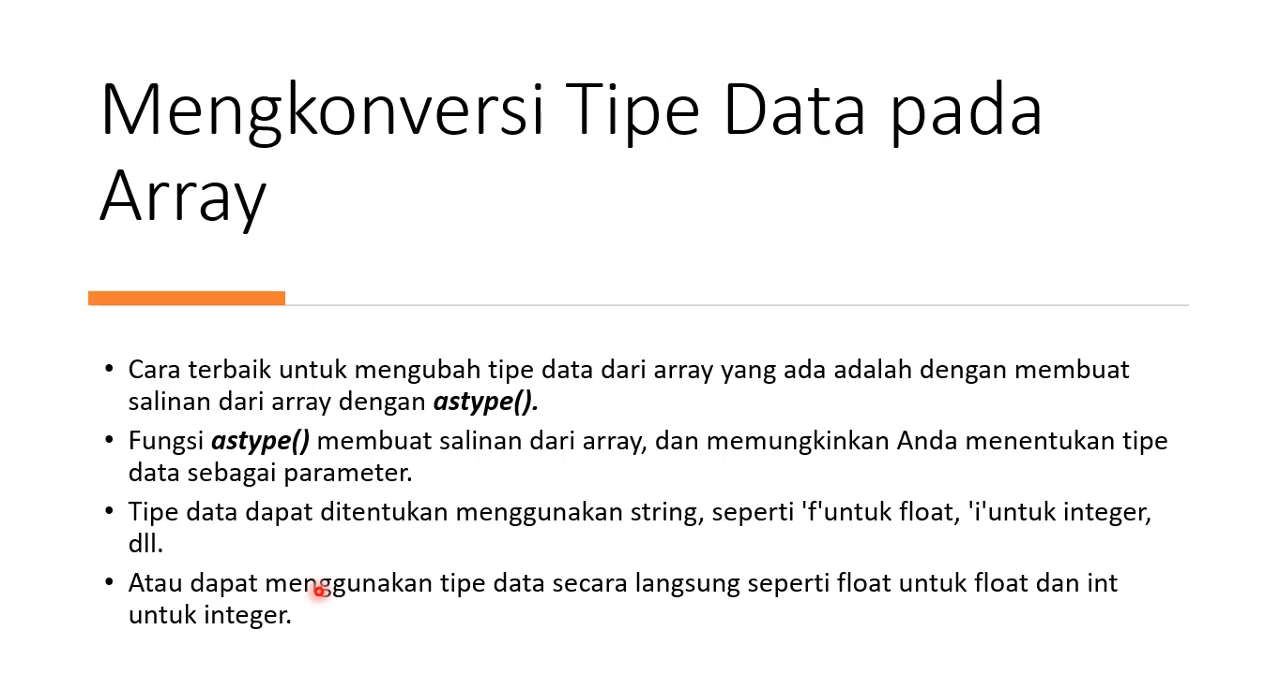 Mengkonversi Tipe Data pada
Array
• Cara terbaik untuk mengubah tipe data dari array yang ada adalah dengan membuat
salinan dari array dengan astype().
• Fungsi astype() membuat salinan dari array, dan memungkinkan Anda menentukan tipe
data sebagai parameter.
• Tipe data dapat ditentukan menggunakan string, seperti 'f'untuk float, 'i'untuk integer,
dll.
• Atau dapat menggunakan tipe data secara langsung seperti float untuk float dan int
untuk integer.